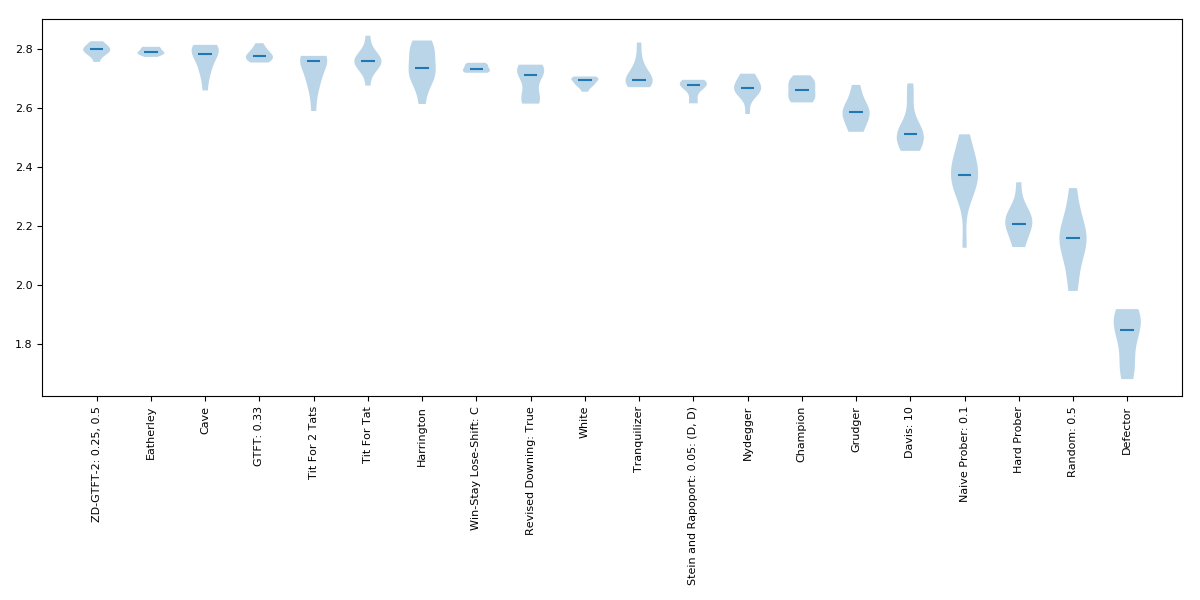 2.8
2.6
2.4
2.2
2.0
1.8
ZD-GTFT-2: 0.25, 0.5
Eatherley
Cave
GTFT: 0.33
Tit For 2 Tats
Tit For Tat
Harrington
Win-Stay Lose-Shift: C
Revised Downing: True
White
Tranquilizer
Stein and Rapoport: 0.05: (D, D)
Nydegger
Champion
Grudger
Davis: 10
Naive Prober: 0.1
Hard Prober
Random: 0.5
Defector